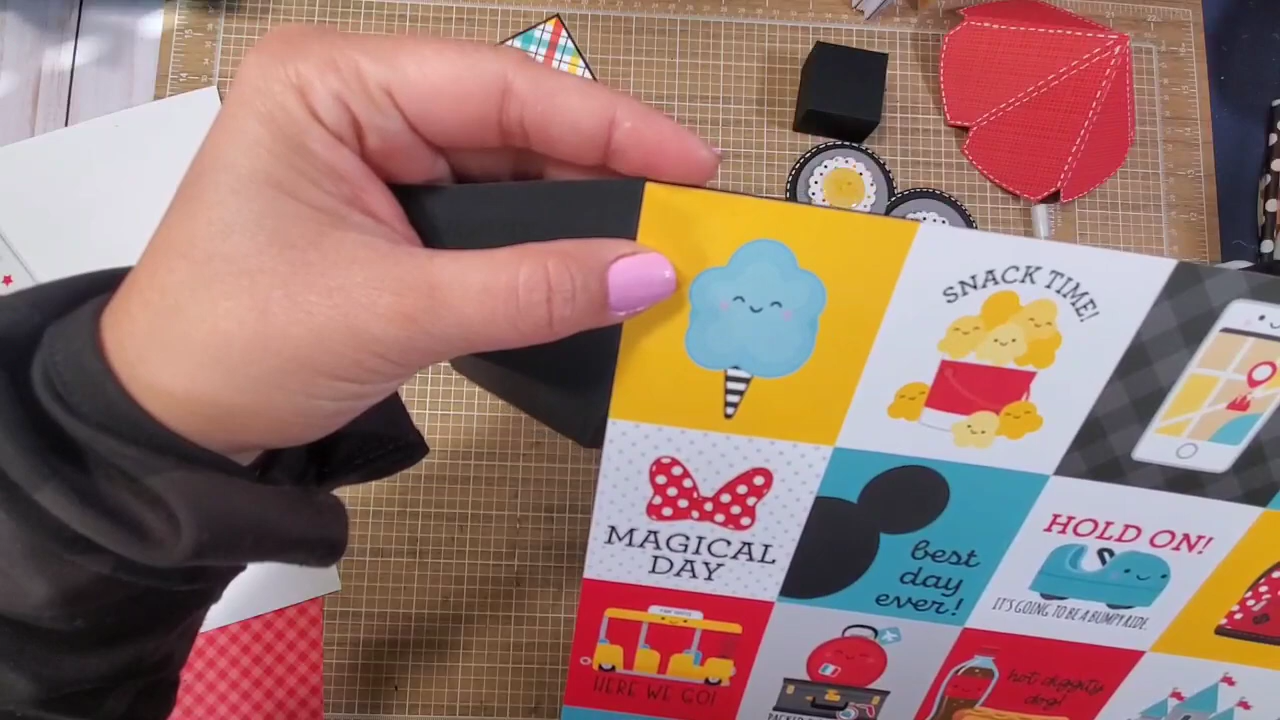 SNACK TIME!
MAGICAL
DAY
best
day
ever!
HOLD ON!
IT'S GOING TO BE A BUMPY RIDE.
HERE WE GO!
hot diggity
dog!